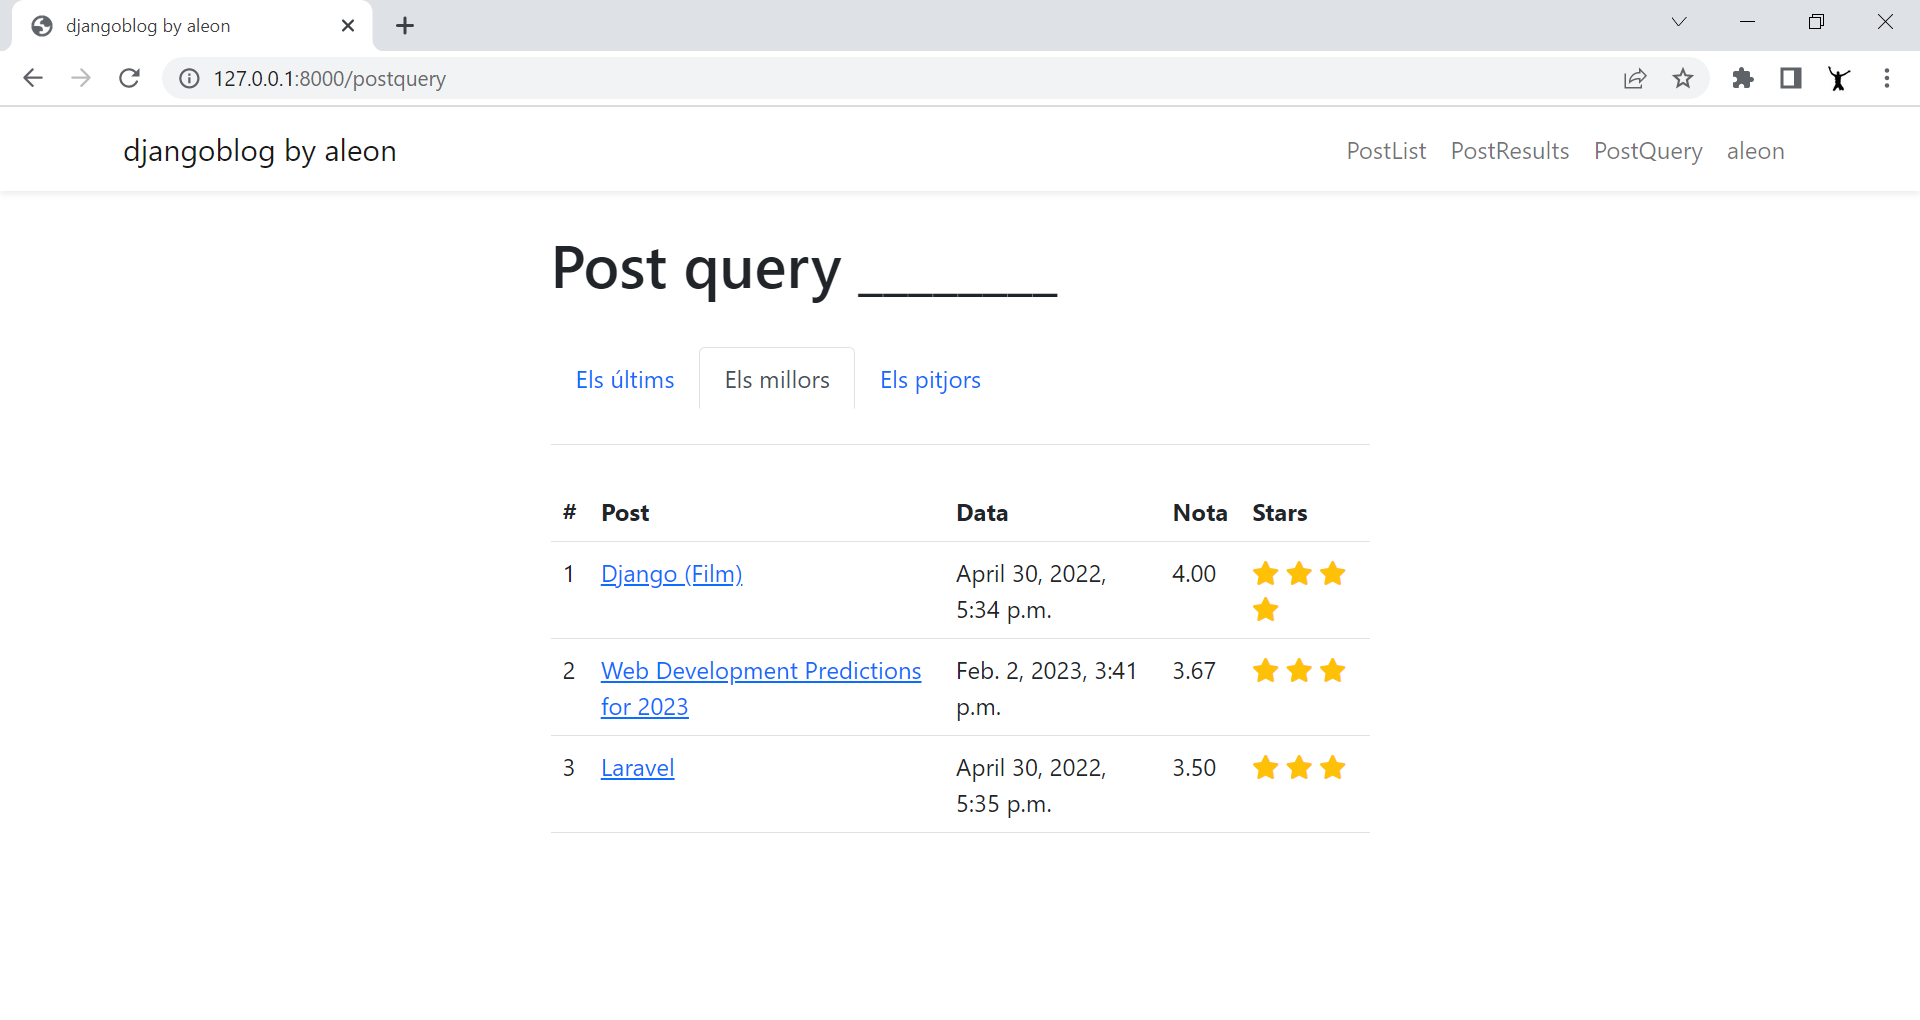 djangoblog by aleon
127.0.0.1:8000/postquery
djangoblog by aleon PostList PostResults PostQuery aleon
Post query ________
Els últims Els millors Els pitjors
# Post Data Nota Stars
1 Django (Film) April 30, 2022, 4.00
5:34 p.m.
2 Web Development Predictions Feb. 2, 2023, 3:41 3.67
for 2023 p.m.
3 Laravel April 30, 2022, 3.50
5:35 p.m.